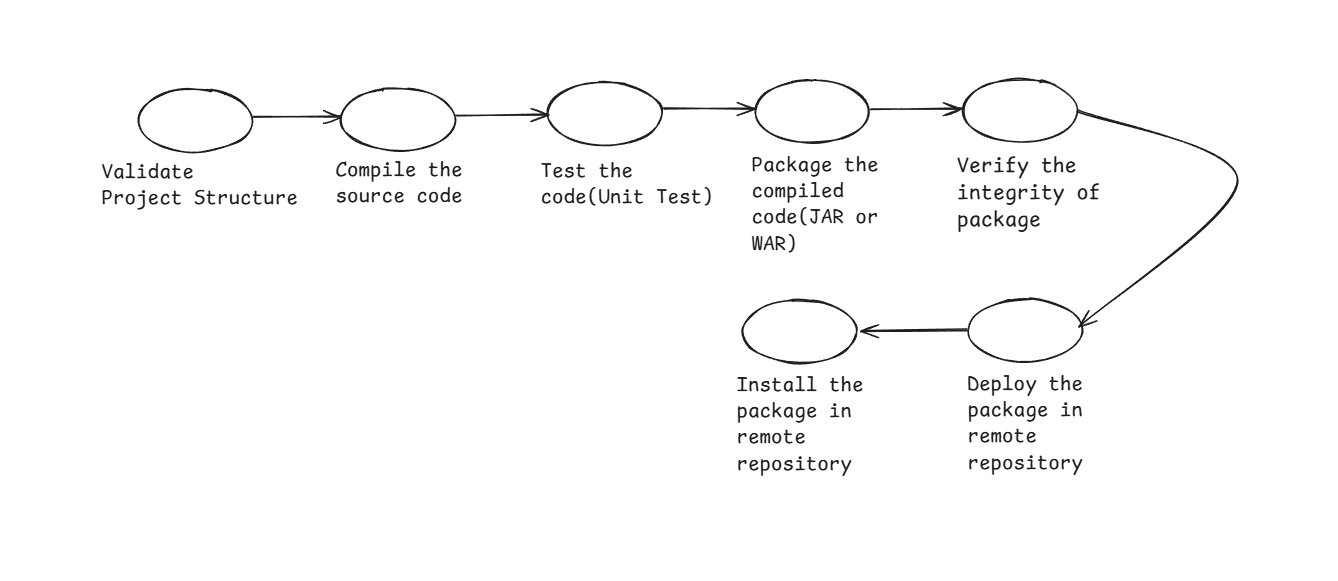 Validate
Project Structure
Compile the
source code
Test the
code(Unit Test)
Package the
compiled
code(JAR or
WAR)
Verify the
integrity of
package
Install the
package in
remote
repository
Deploy the
package in
remote
repository